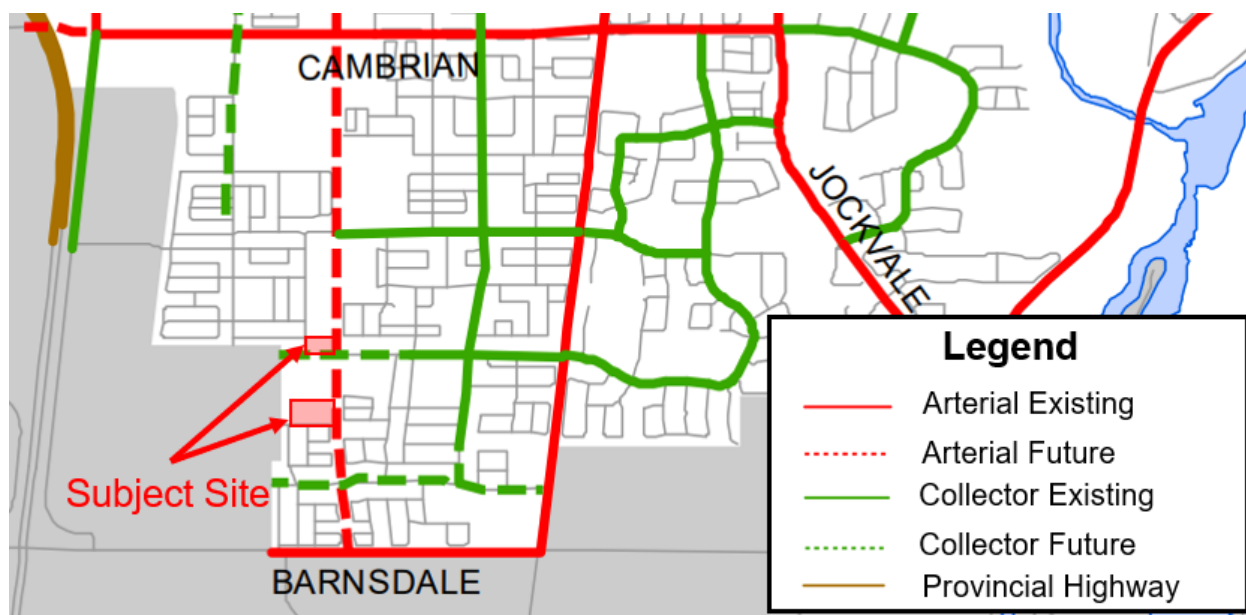 CAMBRIAN
JOCKVALE
Subject Site
BARNSDALE
Legend
Arterial Existing
Arterial Future
Collector Existing
Collector Future
Provincial Highway